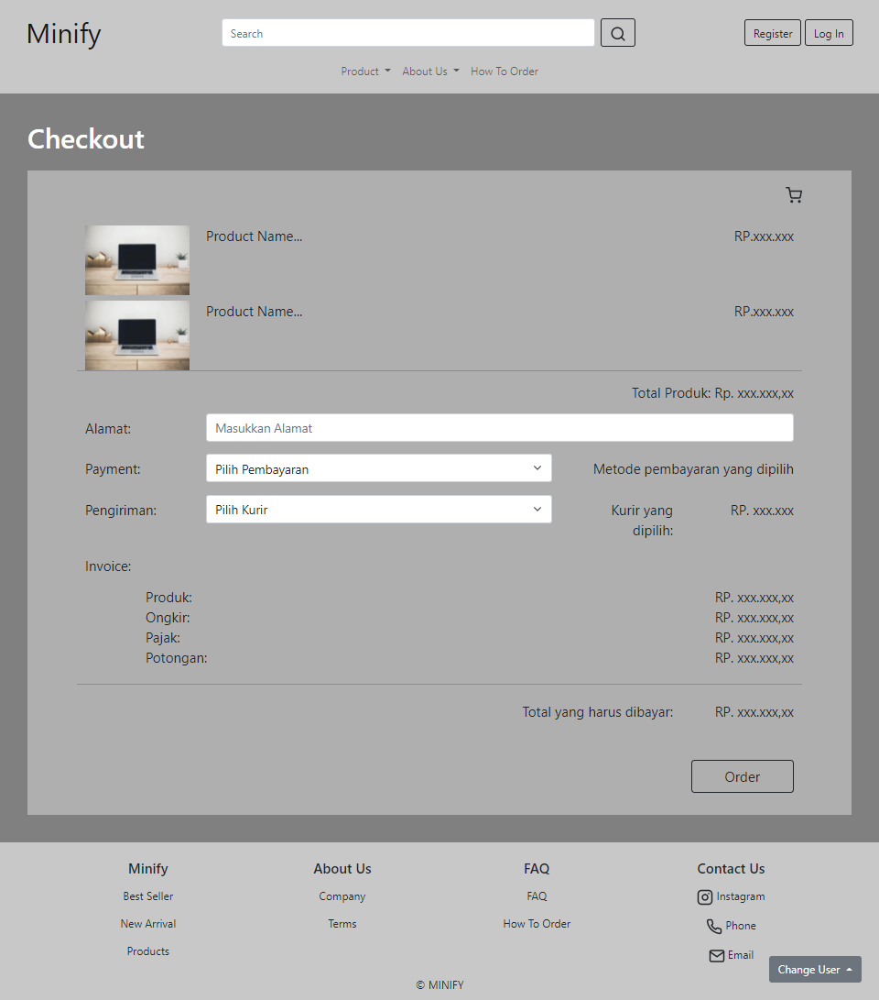 Minify
Search
Register
Log In
Product
About Us
How To Order
Checkout
Product Name...
RP.xxx.xxx
Product Name...
RP.xxx.xxx
Total Produk: Rp. xxx.xxx,xx
Alamat:
Masukkan Alamat
Payment:
Pilih Pembayaran
Metode pembayaran yang dipilih
Pengiriman:
Pilih Kurir
Kurir yang
dipilih:
RP. xxx.xxx
Invoice:
Produk:
RP. xxx.xxx,xx
Ongkir:
RP. xxx.xxx,xx
Pajak:
RP. xxx.xxx,xx
Potongan:
RP. xxx.xxx,xx
Total yang harus dibayar:
RP. xxx.xxx,xx
Order
Minify
Best Seller
New Arrival
Products
About Us
Company
Terms
FAQ
FAQ
How To Order
Contact Us
Instagram
Phone
Email
Change User
© MINIFY